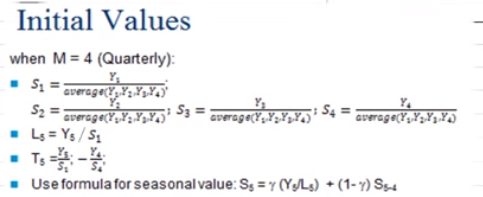 Initial Values
when M = 4 (Quarterly):
▪ S₁ = Y₁ / average(Y₁,Y₂,Y₃,Y₄);
S₂ = Y₂ / average(Y₁,Y₂,Y₃,Y₄); S₃ = Y₃ / average(Y₁,Y₂,Y₃,Y₄); S₄ = Y₄ / average(Y₁,Y₂,Y₃,Y₄)
▪ L₅ = Y₅ / S₁
▪ T₅ = Y₅/S₁; − Y₄/S₄;
▪ Use formula for seasonal value: S₅ = γ (Y₅/L₅) + (1-γ) S₅₋₄